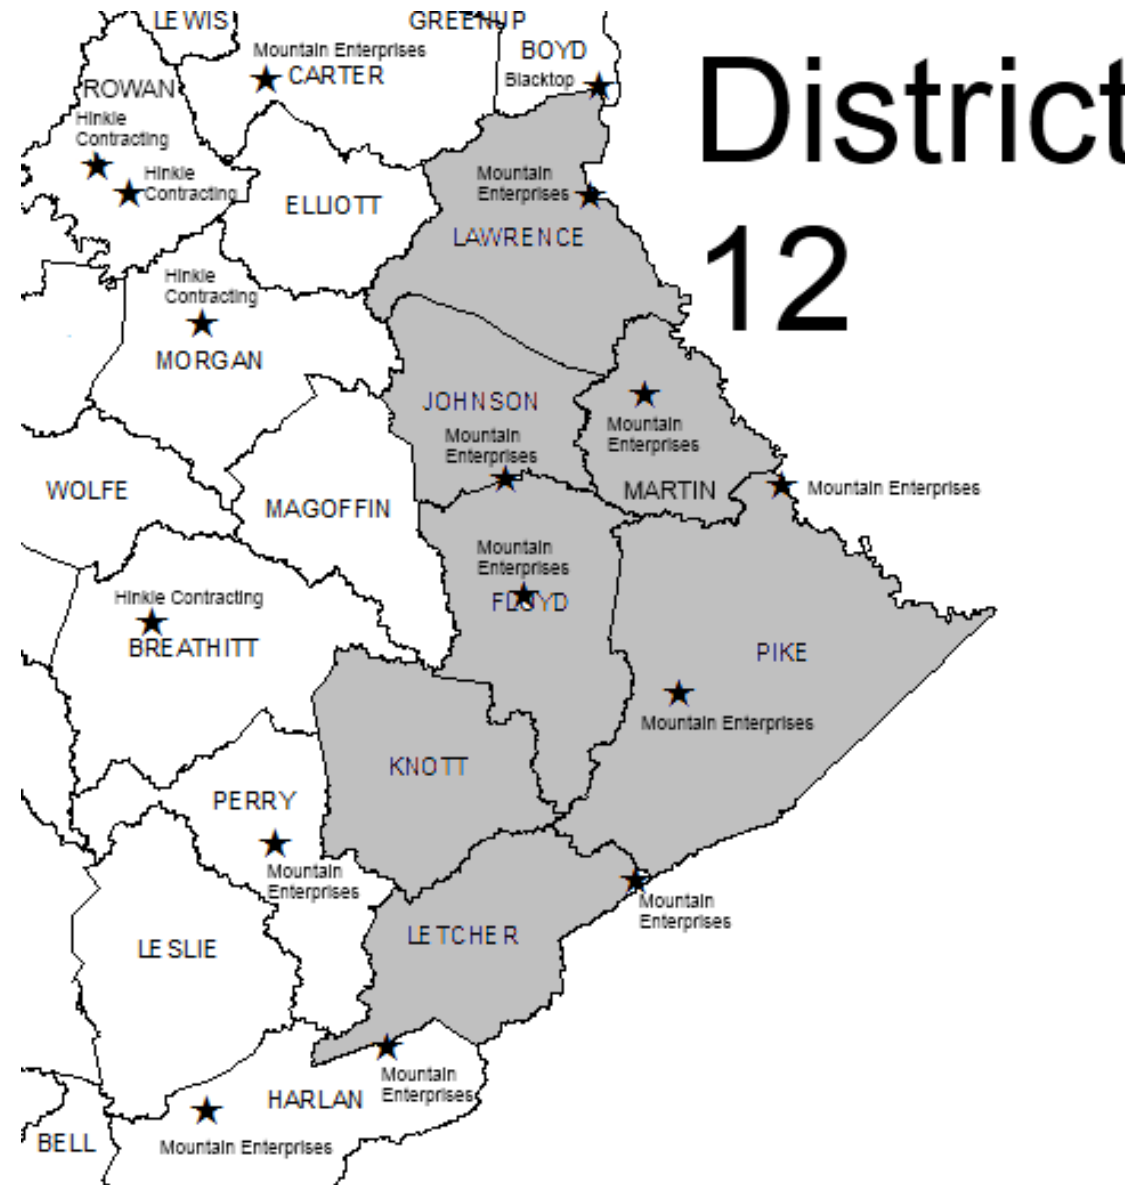 LEWIS
GREENUP
BOYD
Mountain Enterprises
CARTER
Blacktop
District
12
ROWAN
Hinkle
Contracting
Hinkle
Contracting
ELLIOTT
Mountain
Enterprises
LAWRENCE
Hinkle
Contracting
MORGAN
JOHNSON
Mountain
Enterprises
Mountain
Enterprises
MARTIN
Mountain Enterprises
WOLFE
MAGOFFIN
Mountain
Enterprises
FLOYD
Hinkle Contracting
BREATHITT
PIKE
Mountain Enterprises
KNOTT
PERRY
Mountain
Enterprises
Mountain
Enterprises
LETCHER
LESLIE
Mountain
Enterprises
HARLAN
Mountain Enterprises
BELL